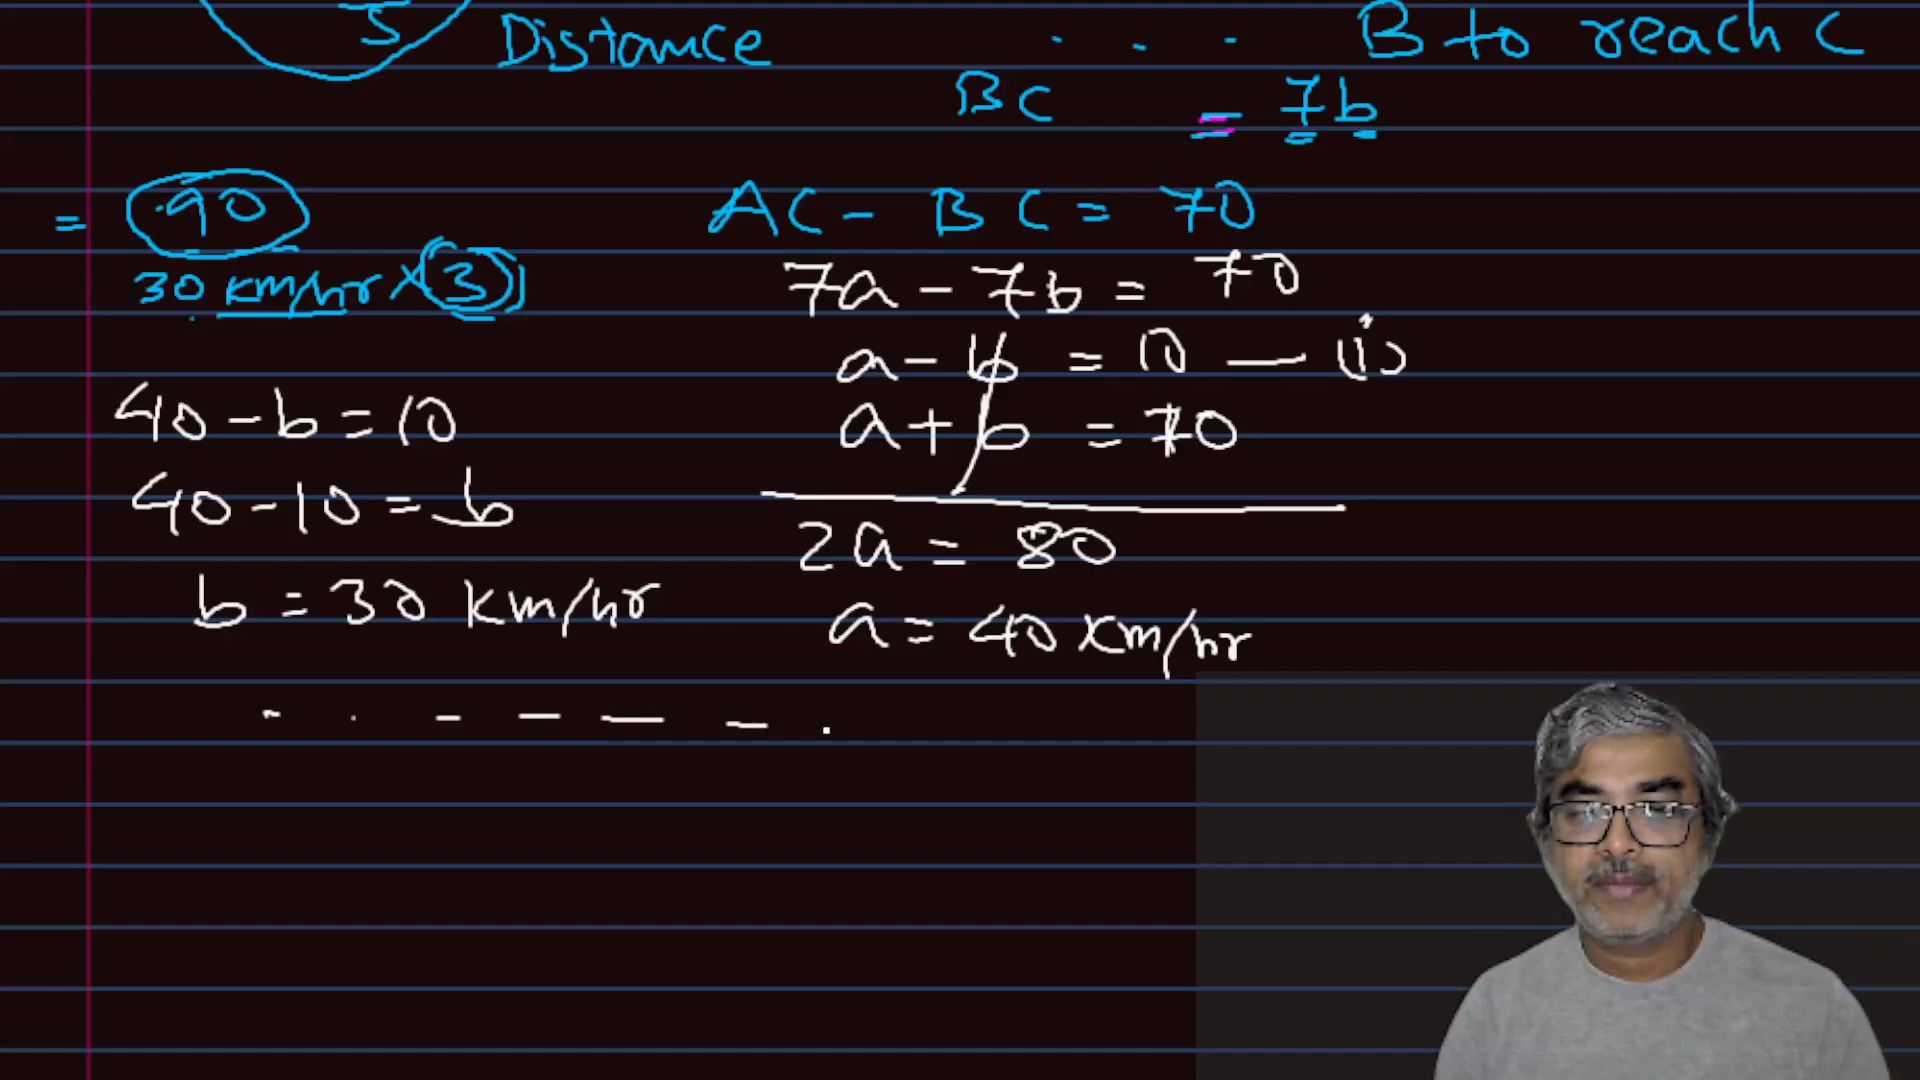 5 Distance . . . B to reach C
BC = 7b
= 90
30 km/hr × 3
AC - BC = 70
7a - 7b = 70
a - b = 10 — (i)
a + b = 70
2a = 80
a = 40 km/hr
40 - b = 10
40 - 10 = b
b = 30 km/hr